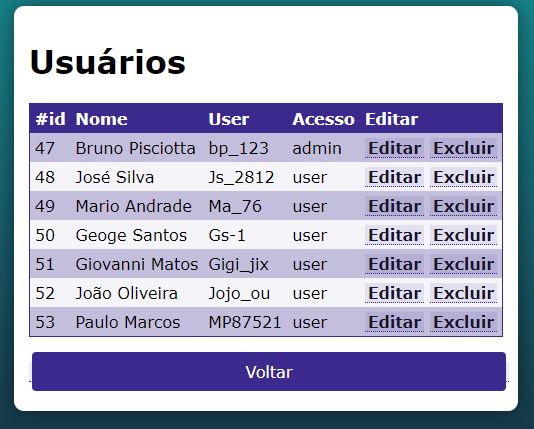 Usuários
#id Nome User Acesso Editar
47 Bruno Pisciotta bp_123 admin Editar Excluir
48 José Silva Js_2812 user Editar Excluir
49 Mario Andrade Ma_76 user Editar Excluir
50 Geoge Santos Gs-1 user Editar Excluir
51 Giovanni Matos Gigi_jix user Editar Excluir
52 João Oliveira Jojo_ou user Editar Excluir
53 Paulo Marcos MP87521 user Editar Excluir
Voltar